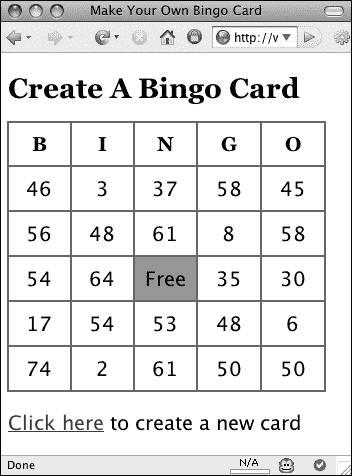 Make Your Own Bingo Card
http://v
Create A Bingo Card
B I N G O
46 3 37 58 45
56 48 61 8 58
54 64 Free 35 30
17 54 53 48 6
74 2 61 50 50
Click here to create a new card
Done N/A